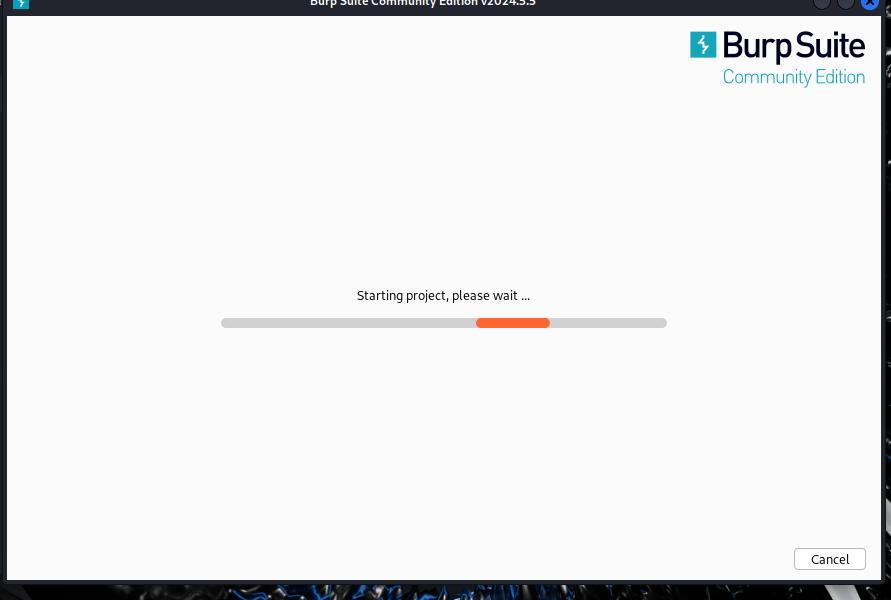 Burp Suite Community Edition v2024.5.5
Burp Suite
Community Edition
Starting project, please wait ...
Cancel